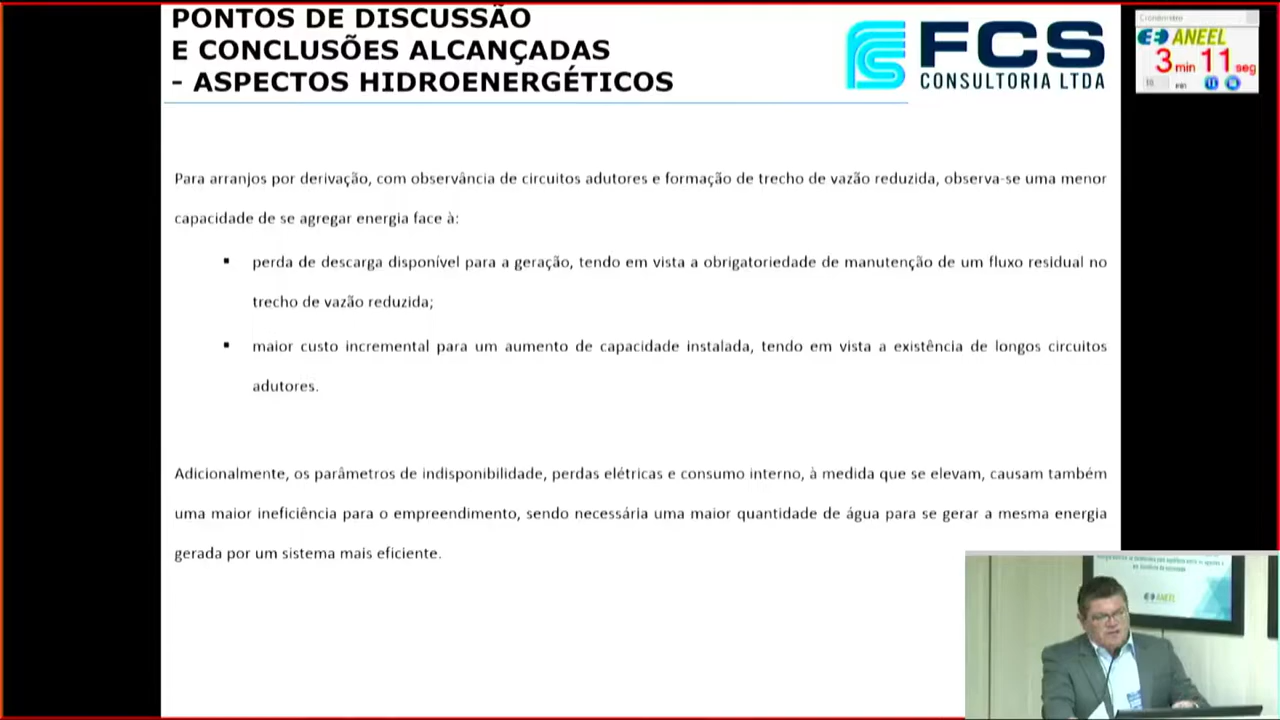 PONTOS DE DISCUSSÃO
E CONCLUSÕES ALCANÇADAS
– ASPECTOS HIDROENERGÉTICOS
FCS
CONSULTORIA LTDA
Cronômetro
ANEEL
3 min 11 seg
10 min
Para arranjos por derivação, com observância de circuitos adutores e formação de trecho de vazão reduzida, observa-se uma menor
capacidade de se agregar energia face à:
▪ perda de descarga disponível para a geração, tendo em vista a obrigatoriedade de manutenção de um fluxo residual no
trecho de vazão reduzida;
▪ maior custo incremental para um aumento de capacidade instalada, tendo em vista a existência de longos circuitos
adutores.
Adicionalmente, os parâmetros de indisponibilidade, perdas elétricas e consumo interno, à medida que se elevam, causam também
uma maior ineficiência para o empreendimento, sendo necessária uma maior quantidade de água para se gerar a mesma energia
gerada por um sistema mais eficiente.
ANEEL